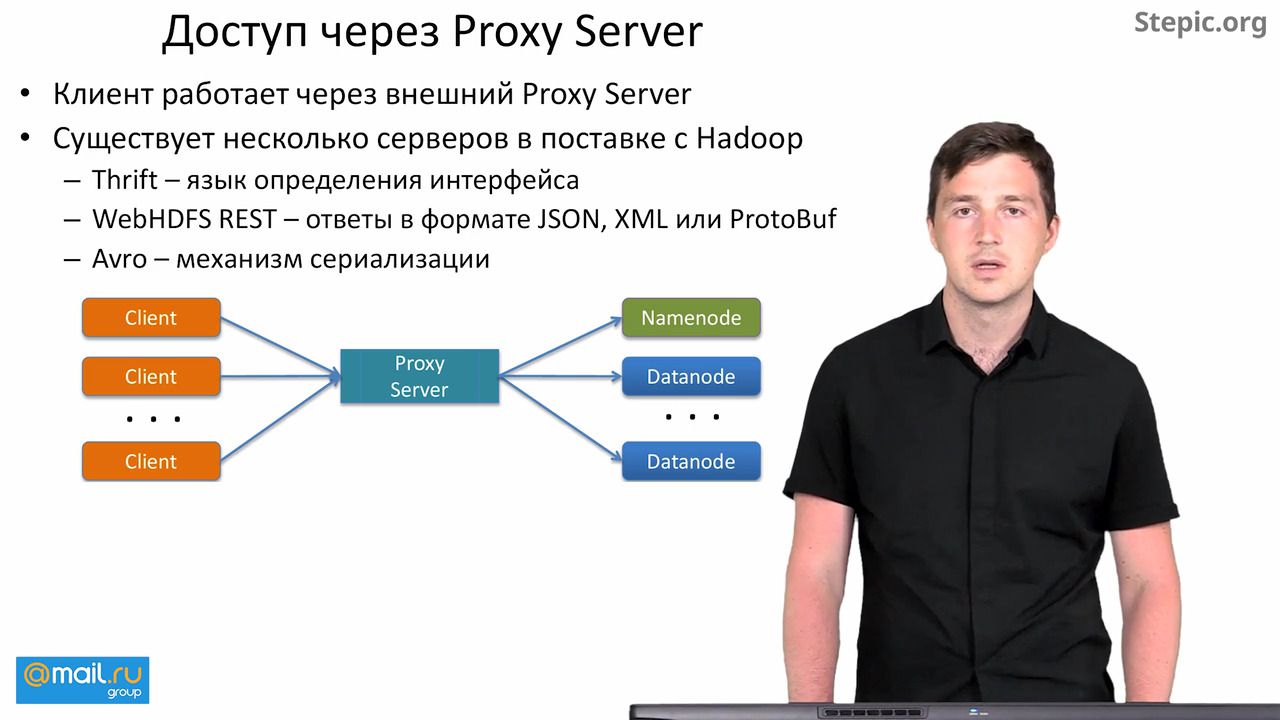 Доступ через Proxy Server
Stepic.org
• Клиент работает через внешний Proxy Server
• Существует несколько серверов в поставке с Hadoop
– Thrift – язык определения интерфейса
– WebHDFS REST – ответы в формате JSON, XML или ProtoBuf
– Avro – механизм сериализации
Client
Namenode
Proxy
Server
Client
Datanode
. . .
. . .
Client
Datanode
@mail.ru
group